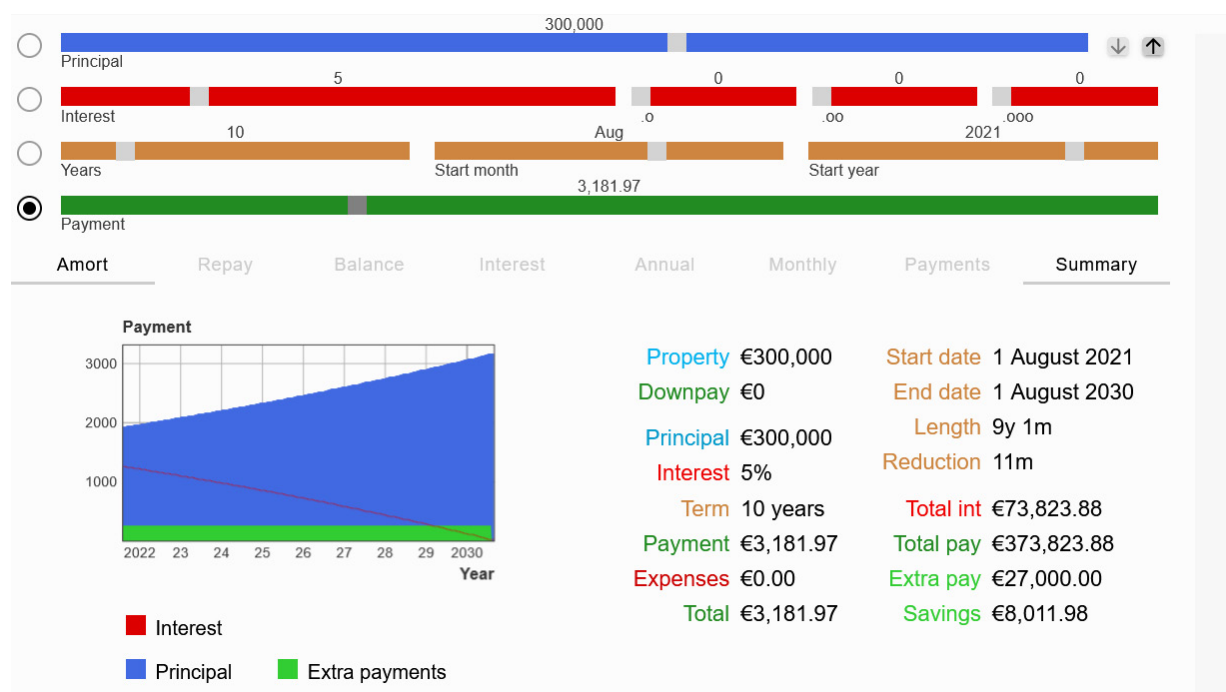 300,000
Principal
5 0 0 0
Interest .o .oo .ooo
10 Aug 2021
Years Start month Start year
3,181.97
Payment
Amort Repay Balance Interest Annual Monthly Payments Summary
Payment
3000
2000
1000
2022 23 24 25 26 27 28 29 2030
Year
Interest
Principal Extra payments
Property €300,000
Downpay €0
Principal €300,000
Interest 5%
Term 10 years
Payment €3,181.97
Expenses €0.00
Total €3,181.97
Start date 1 August 2021
End date 1 August 2030
Length 9y 1m
Reduction 11m
Total int €73,823.88
Total pay €373,823.88
Extra pay €27,000.00
Savings €8,011.98